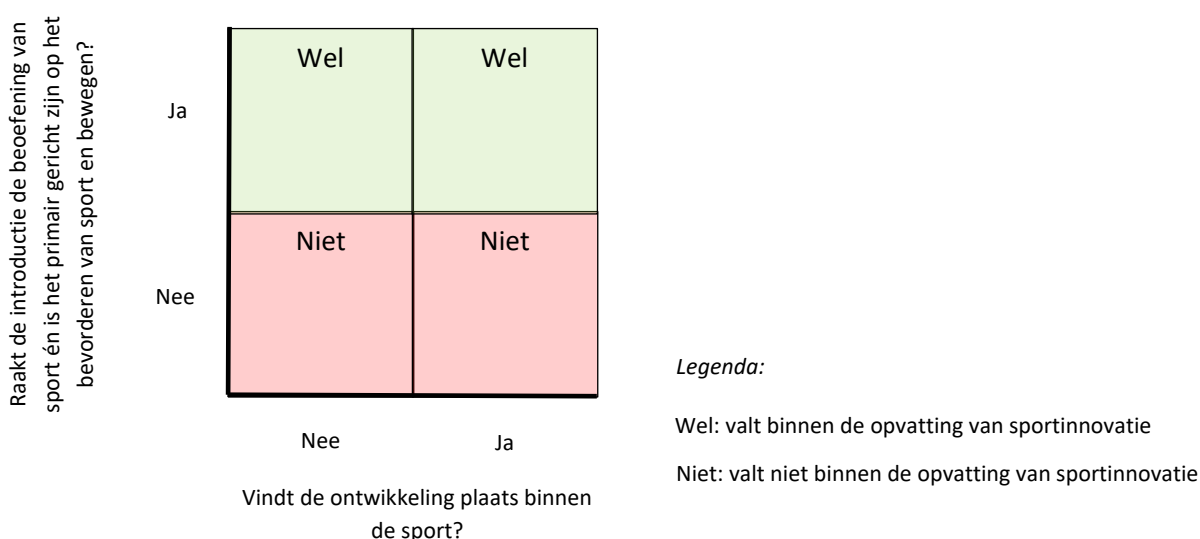 Raakt de introductie de beoefening van
sport én is het primair gericht zijn op het
bevorderen van sport en bewegen?
Ja
Wel
Wel
Nee
Niet
Niet
Nee
Ja
Vindt de ontwikkeling plaats binnen
de sport?
Legenda:
Wel: valt binnen de opvatting van sportinnovatie
Niet: valt niet binnen de opvatting van sportinnovatie